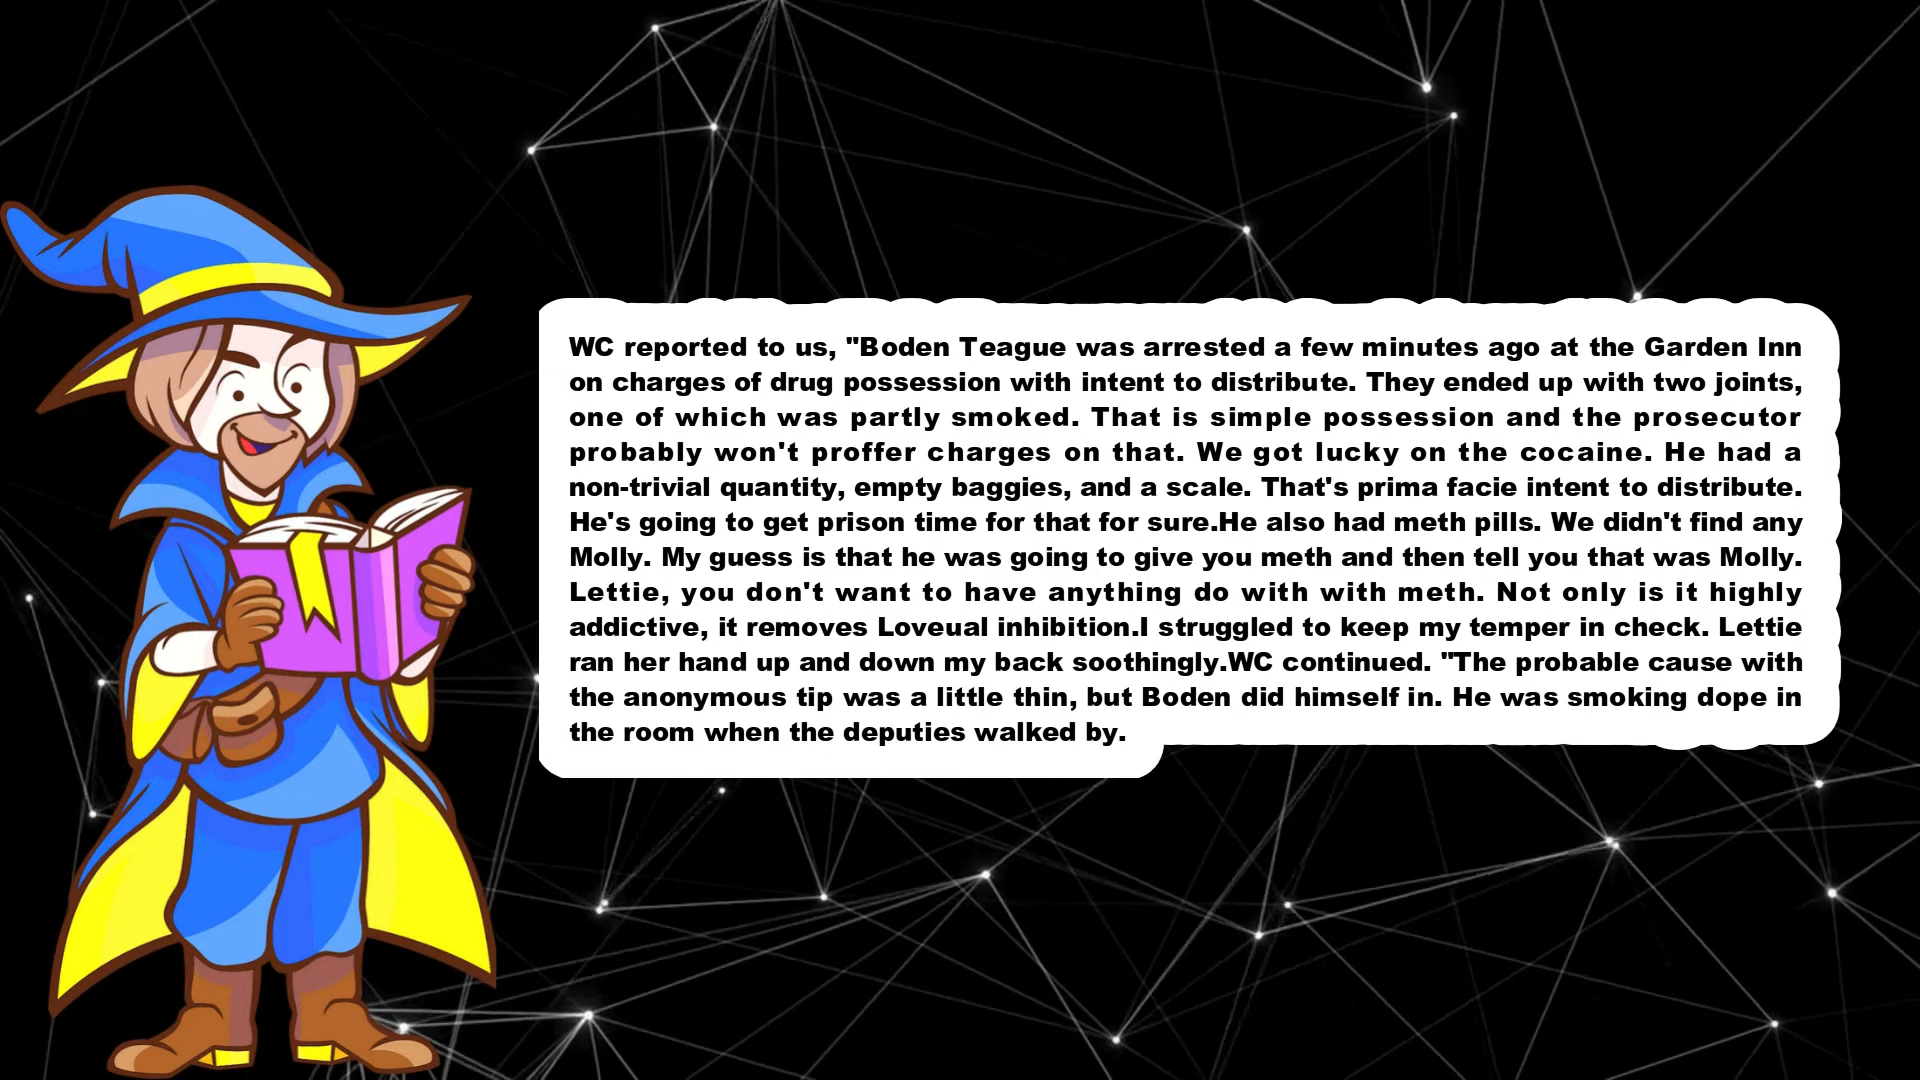 WC reported to us, "Boden Teague was arrested a few minutes ago at the Garden Inn
on charges of drug possession with intent to distribute. They ended up with two joints,
one of which was partly smoked. That is simple possession and the prosecutor
probably won't proffer charges on that. We got lucky on the cocaine. He had a
non-trivial quantity, empty baggies, and a scale. That's prima facie intent to distribute.
He's going to get prison time for that for sure.He also had meth pills. We didn't find any
Molly. My guess is that he was going to give you meth and then tell you that was Molly.
Lettie, you don't want to have anything do with with meth. Not only is it highly
addictive, it removes Loveual inhibition.I struggled to keep my temper in check. Lettie
ran her hand up and down my back soothingly.WC continued. "The probable cause with
the anonymous tip was a little thin, but Boden did himself in. He was smoking dope in
the room when the deputies walked by.